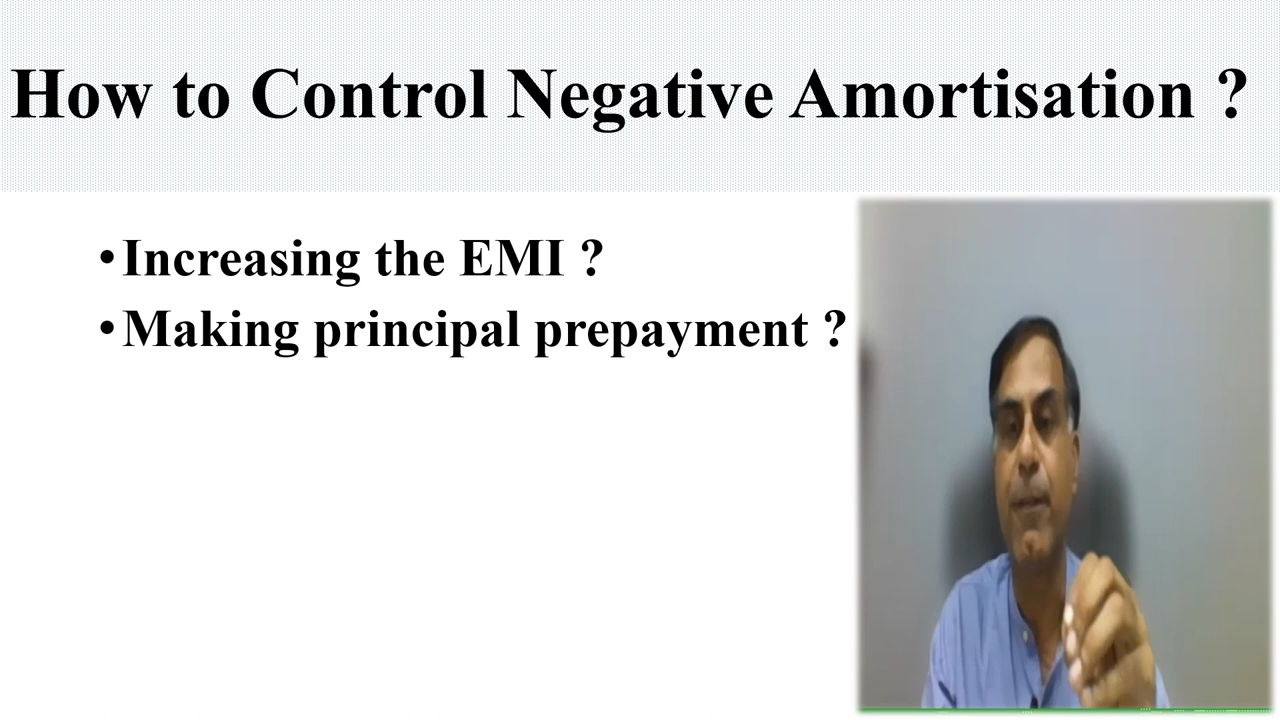 How to Control Negative Amortisation ?
• Increasing the EMI ?
• Making principal prepayment ?